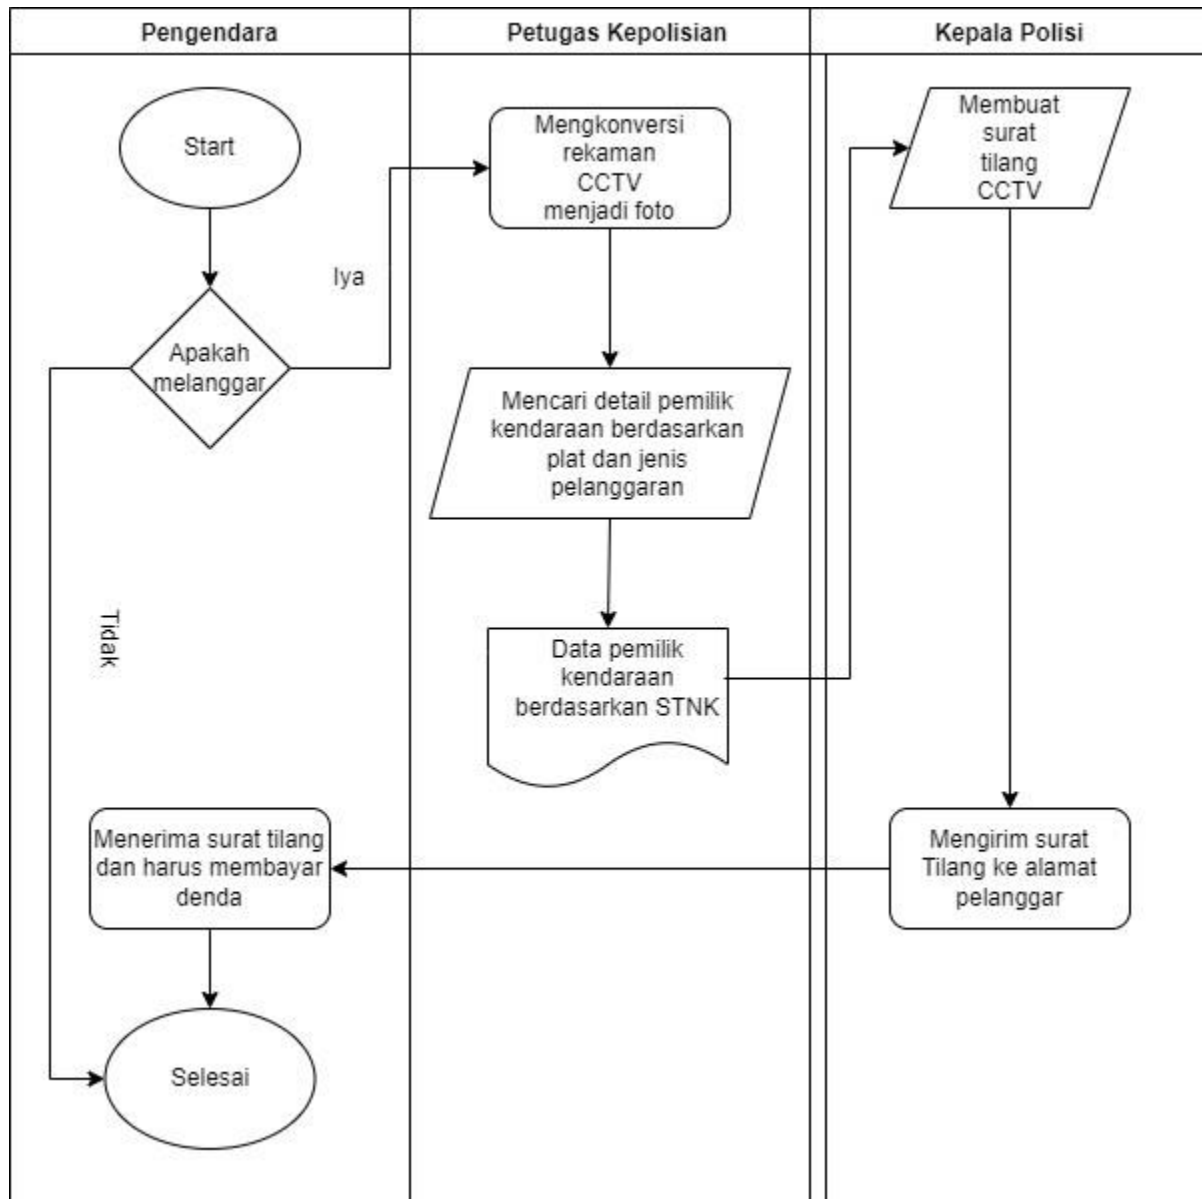 Pengendara
Petugas Kepolisian
Kepala Polisi
Start
Mengkonversi
rekaman
CCTV
menjadi foto
Membuat
surat
tilang
CCTV
Iya
Apakah
melanggar
Mencari detail pemilik
kendaraan berdasarkan
plat dan jenis
pelanggaran
Tidak
Data pemilik
kendaraan
berdasarkan STNK
Menerima surat tilang
dan harus membayar
denda
Mengirim surat
Tilang ke alamat
pelanggar
Selesai